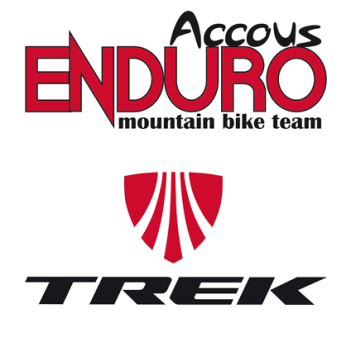 Accous
ENDURO
mountain bike team
TREK